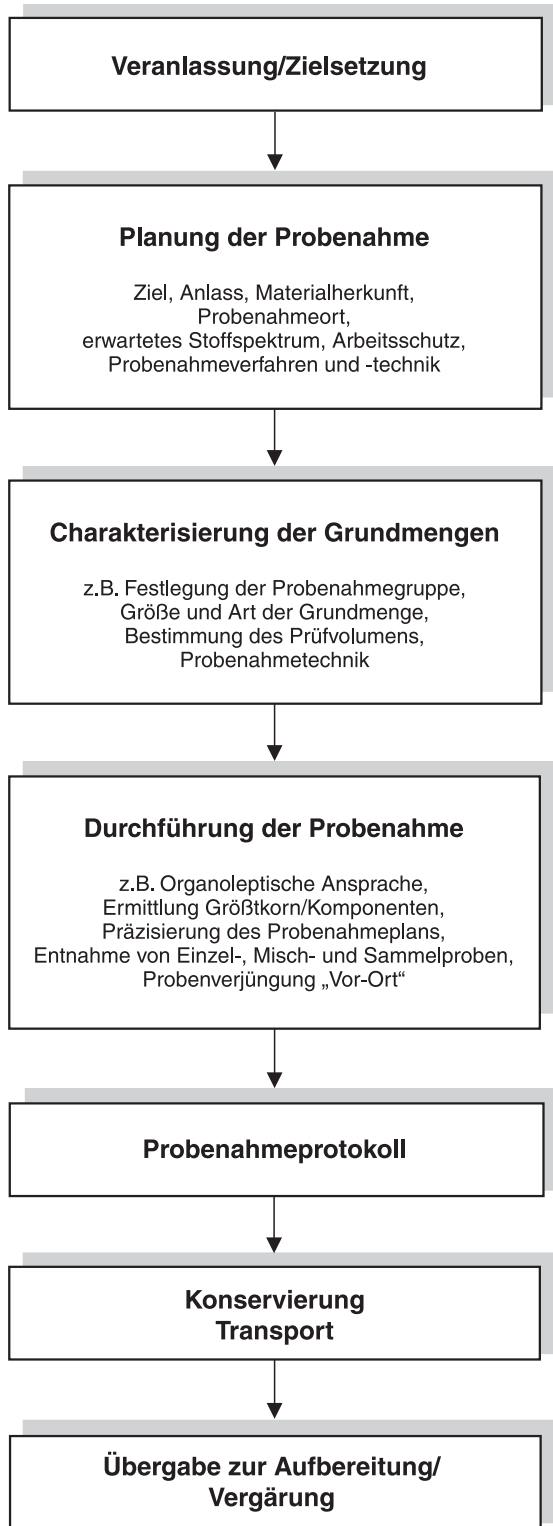 Veranlassung/Zielsetzung
Planung der Probenahme
Ziel, Anlass, Materialherkunft,
Probenahmeort,
erwartetes Stoffspektrum, Arbeitsschutz,
Probenahmeverfahren und -technik
Charakterisierung der Grundmengen
z.B. Festlegung der Probenahmegruppe,
Größe und Art der Grundmenge,
Bestimmung des Prüfvolumens,
Probenahmetechnik
Durchführung der Probenahme
z.B. Organoleptische Ansprache,
Ermittlung Größtkorn/Komponenten,
Präzisierung des Probenahmeplans,
Entnahme von Einzel-, Misch- und Sammelproben,
Probenverjüngung „Vor-Ort“
Probenahmeprotokoll
Konservierung
Transport
Übergabe zur Aufbereitung/
Vergärung